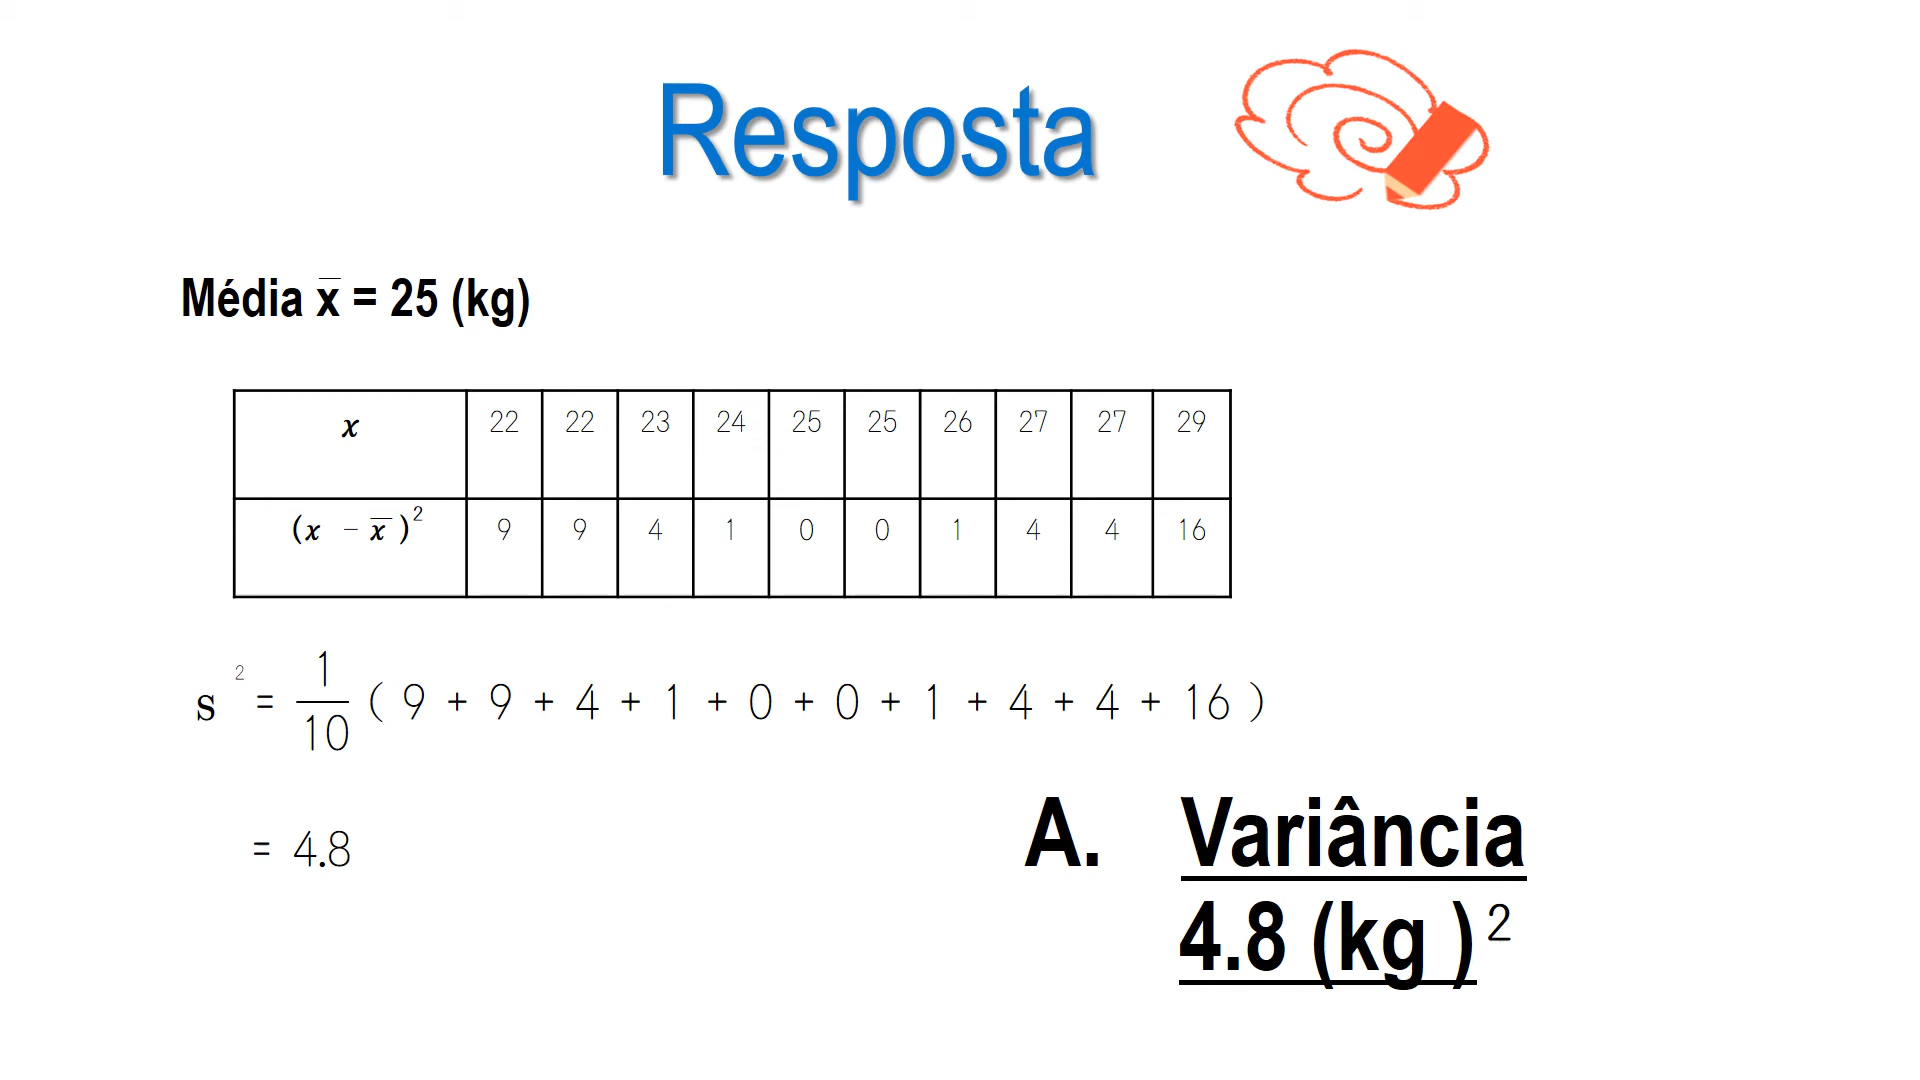 Resposta
Média x̅ = 25 (kg)
x 22 22 23 24 25 25 26 27 27 29
(x - x̅)² 9 9 4 1 0 0 1 4 4 16
s² = 1/10 ( 9 + 9 + 4 + 1 + 0 + 0 + 1 + 4 + 4 + 16 )
= 4.8
A. Variância
4.8 (kg )²